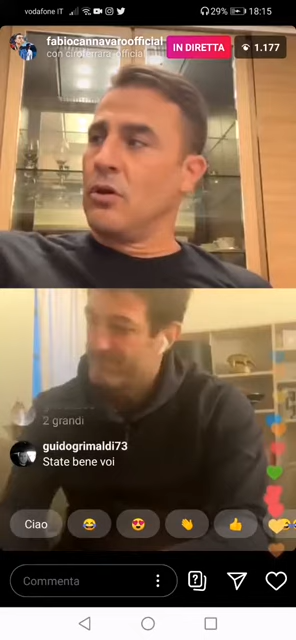 vodafone IT
29% 18:15
fabiocannavaroofficial
con ciroferrara_official
IN DIRETTA
1.177
2 grandi
guidogrimaldi73
State bene voi
Ciao
Commenta